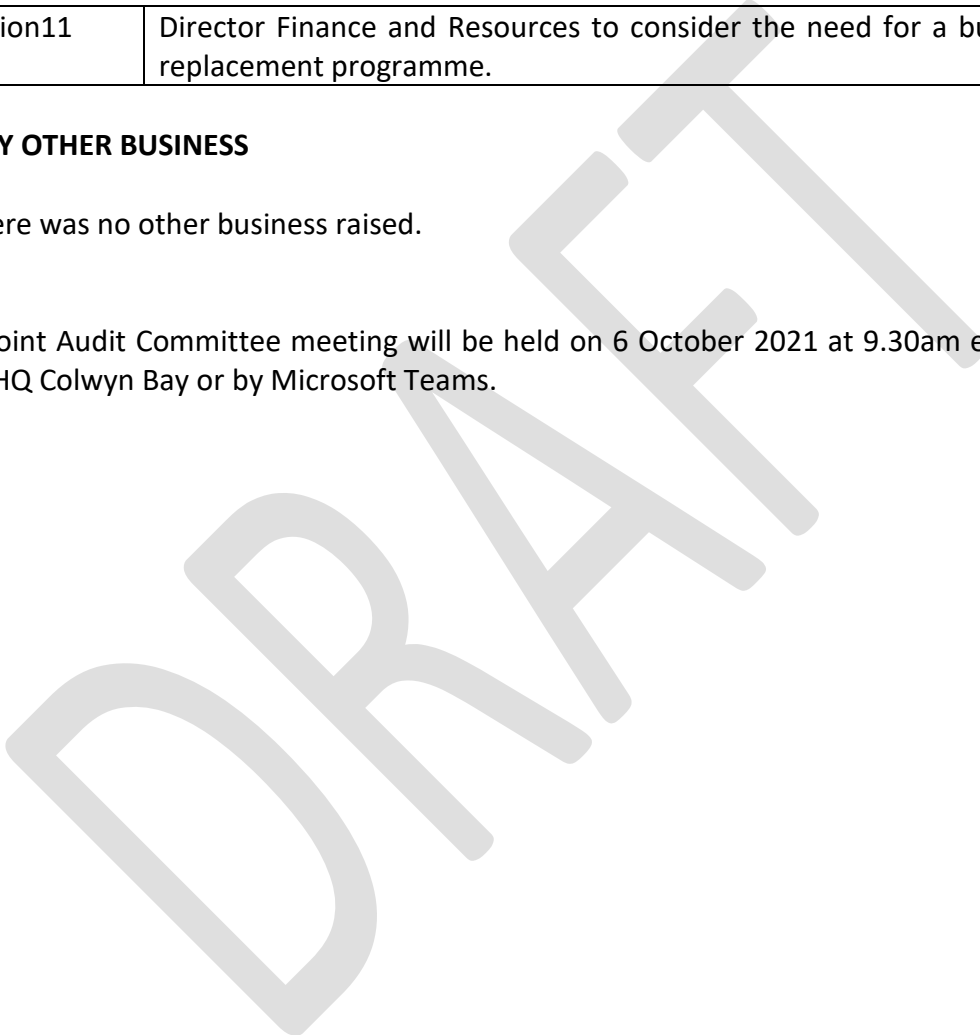 ion11 Director Finance and Resources to consider the need for a bu
replacement programme.
Y OTHER BUSINESS
ere was no other business raised.
oint Audit Committee meeting will be held on 6 October 2021 at 9.30am e
HQ Colwyn Bay or by Microsoft Teams.
DRAFT